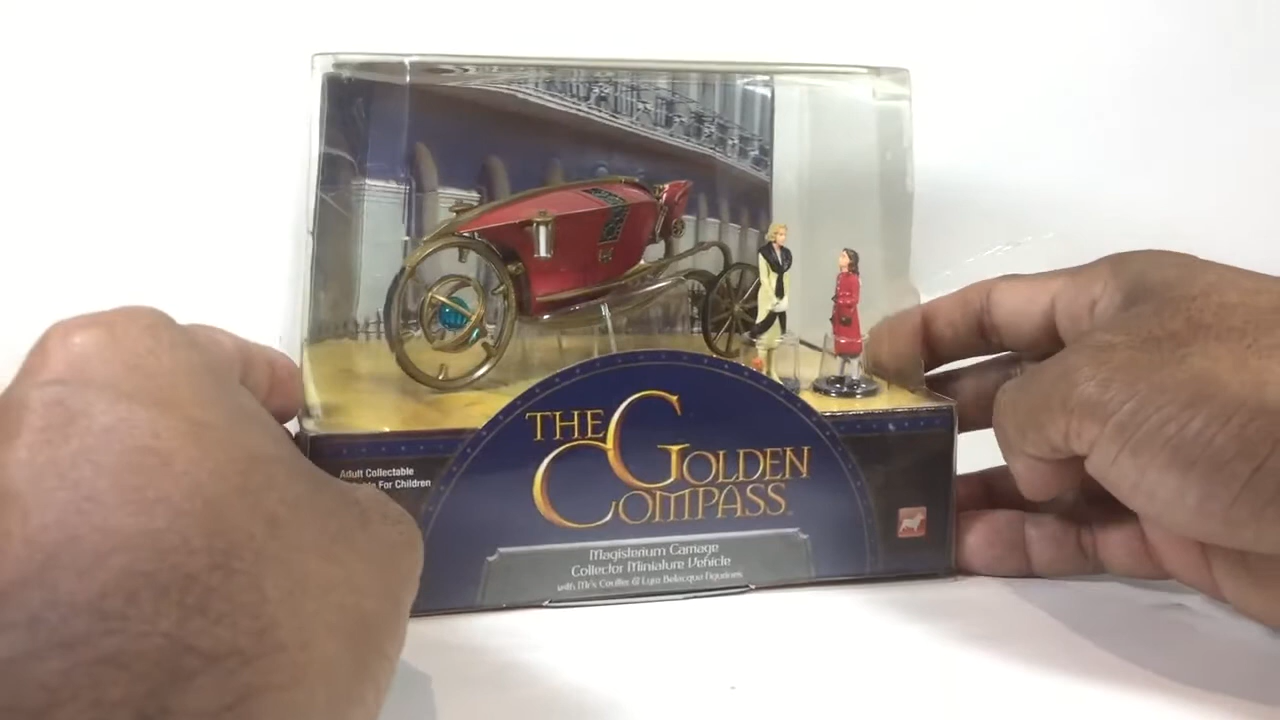 THE GOLDEN
COMPASS
Adult Collectable
For Children
Magisterium Carriage
Collector Miniature Vehicle
with Mrs Coulter & Lyra Belacqua Figurines